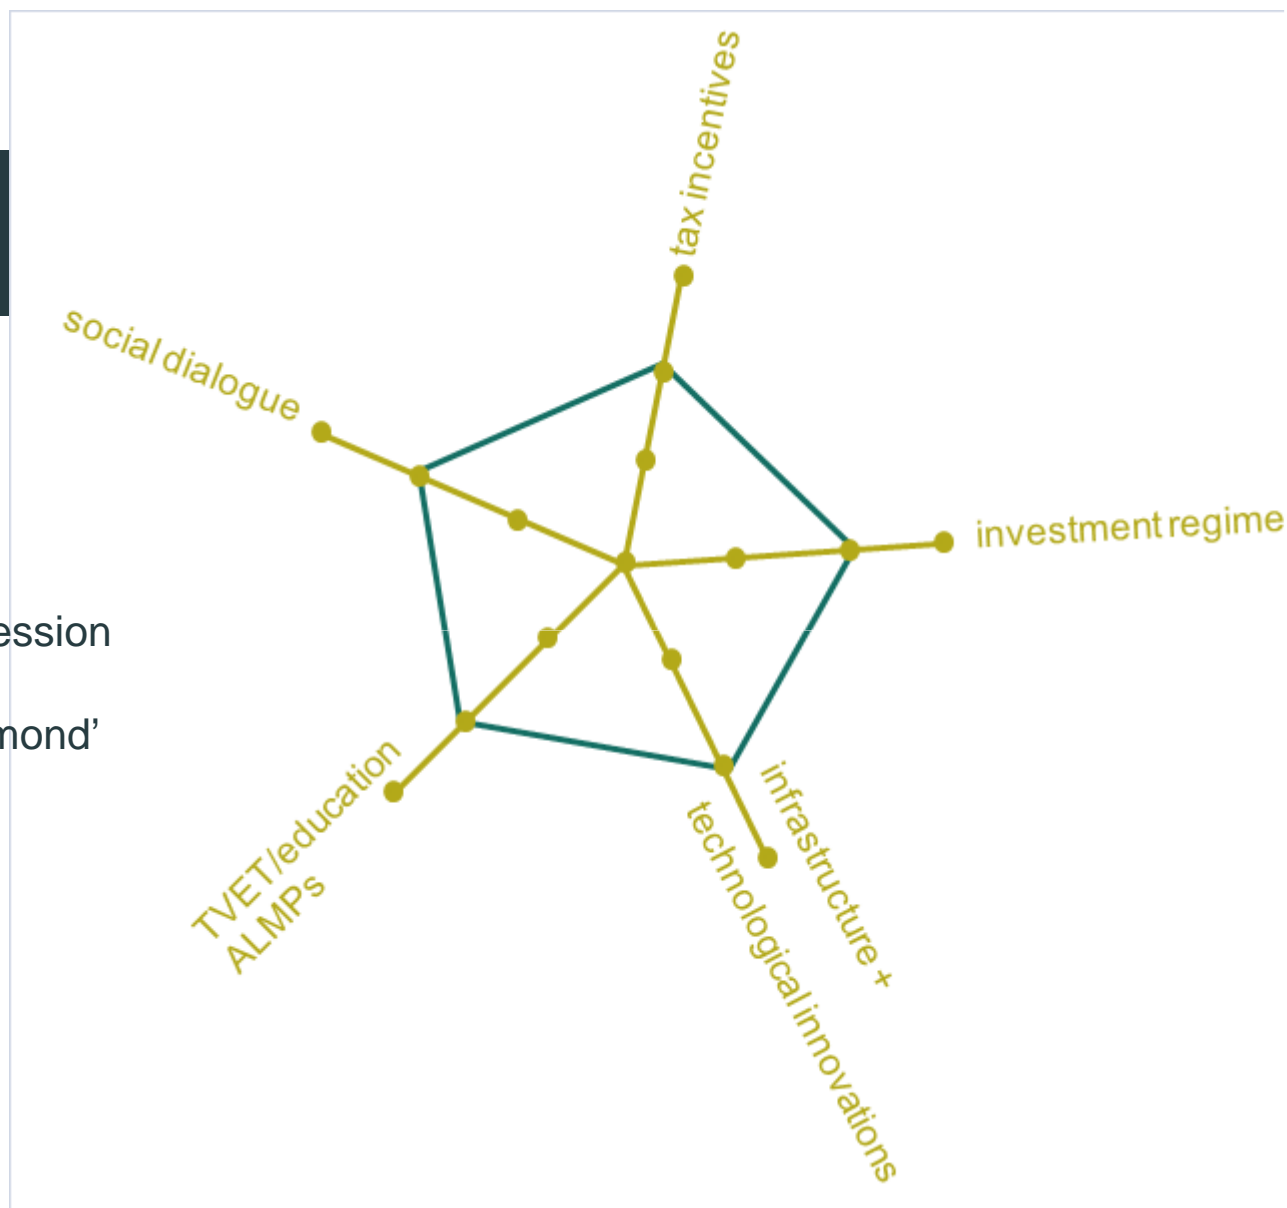 tax incentives
social dialogue
investment regime
ession
mond’
TVET/education
ALMPs
infrastructure +
technological innovations